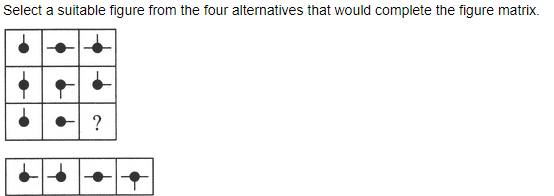 Select a suitable figure from the four alternatives that would complete the figure matrix.
?